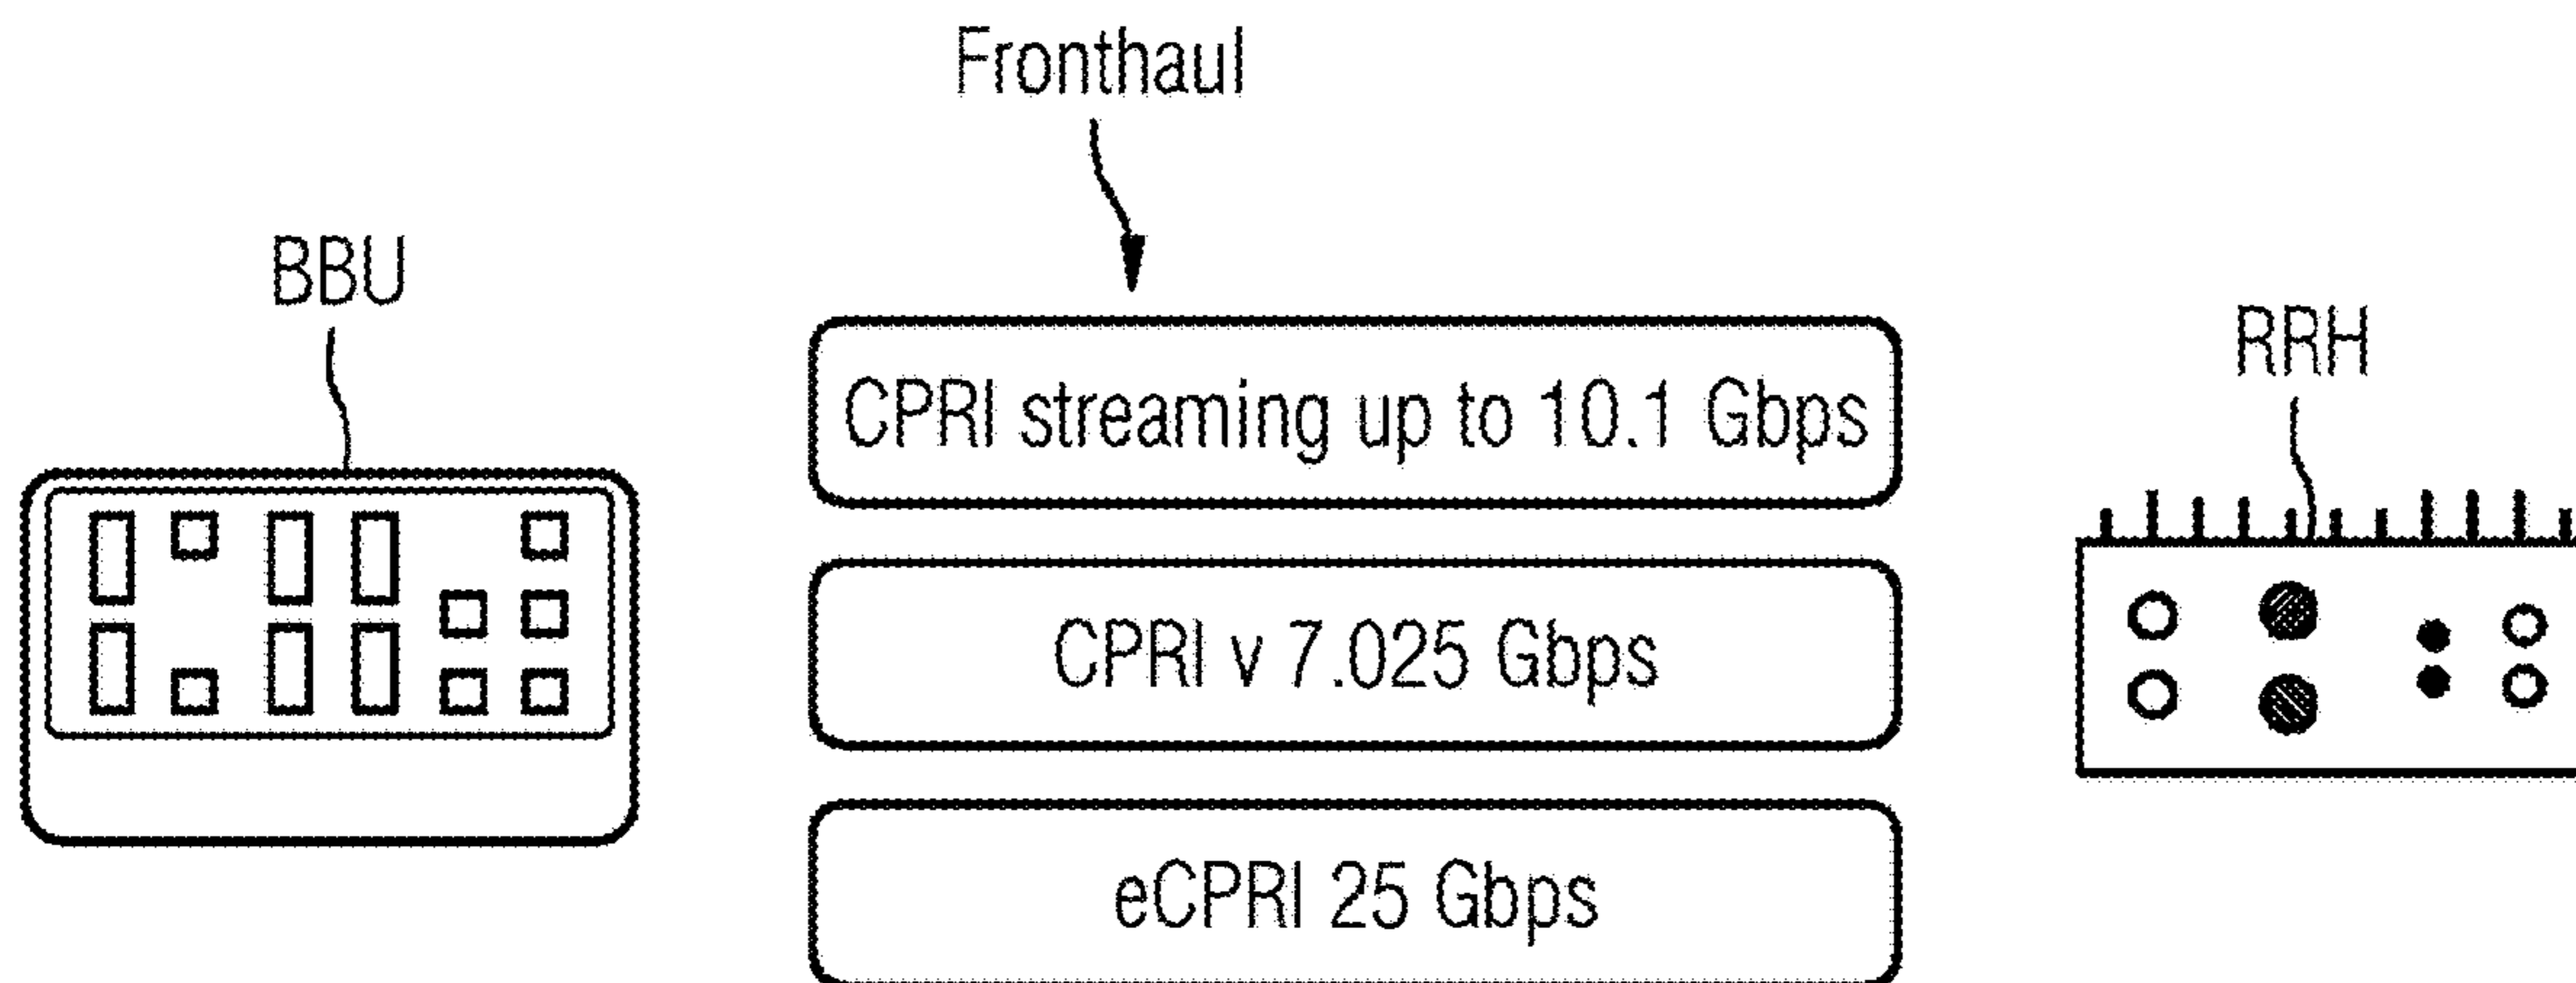 Fronthaul
BBU
RRH
CPRI streaming up to 10.1 Gbps
CPRI v 7.025 Gbps
eCPRI 25 Gbps